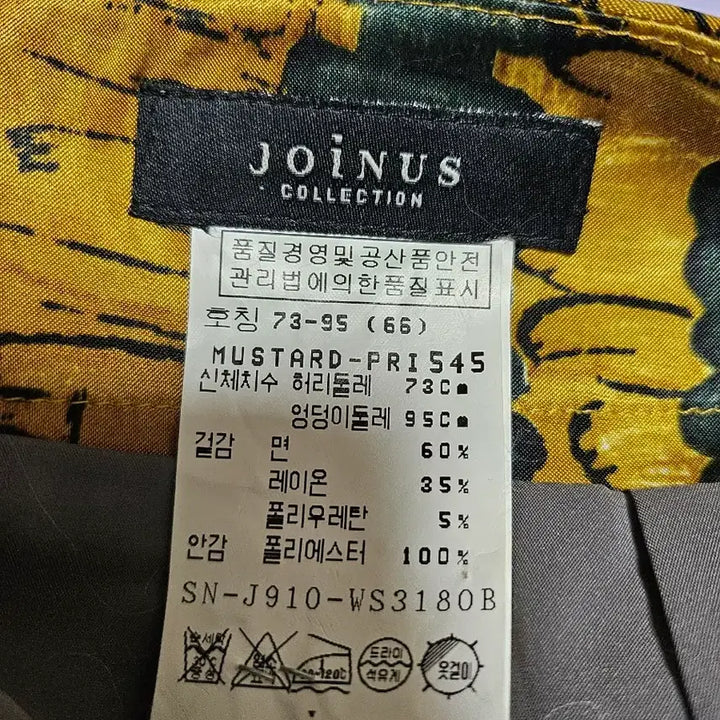 JOiNUS
COLLECTION
품질경영및공산품안전
관리법에의한품질표시
호칭 73-95 (66)
MUSTARD-PRI 545
신체치수 허리둘레 73Cm
엉덩이둘레 95Cm
겉감 면 60%
레이온 35%
폴리우레탄 5%
안감 폴리에스터 100%
SN-J910-WS3180B
드라이
석유계
옷걸이